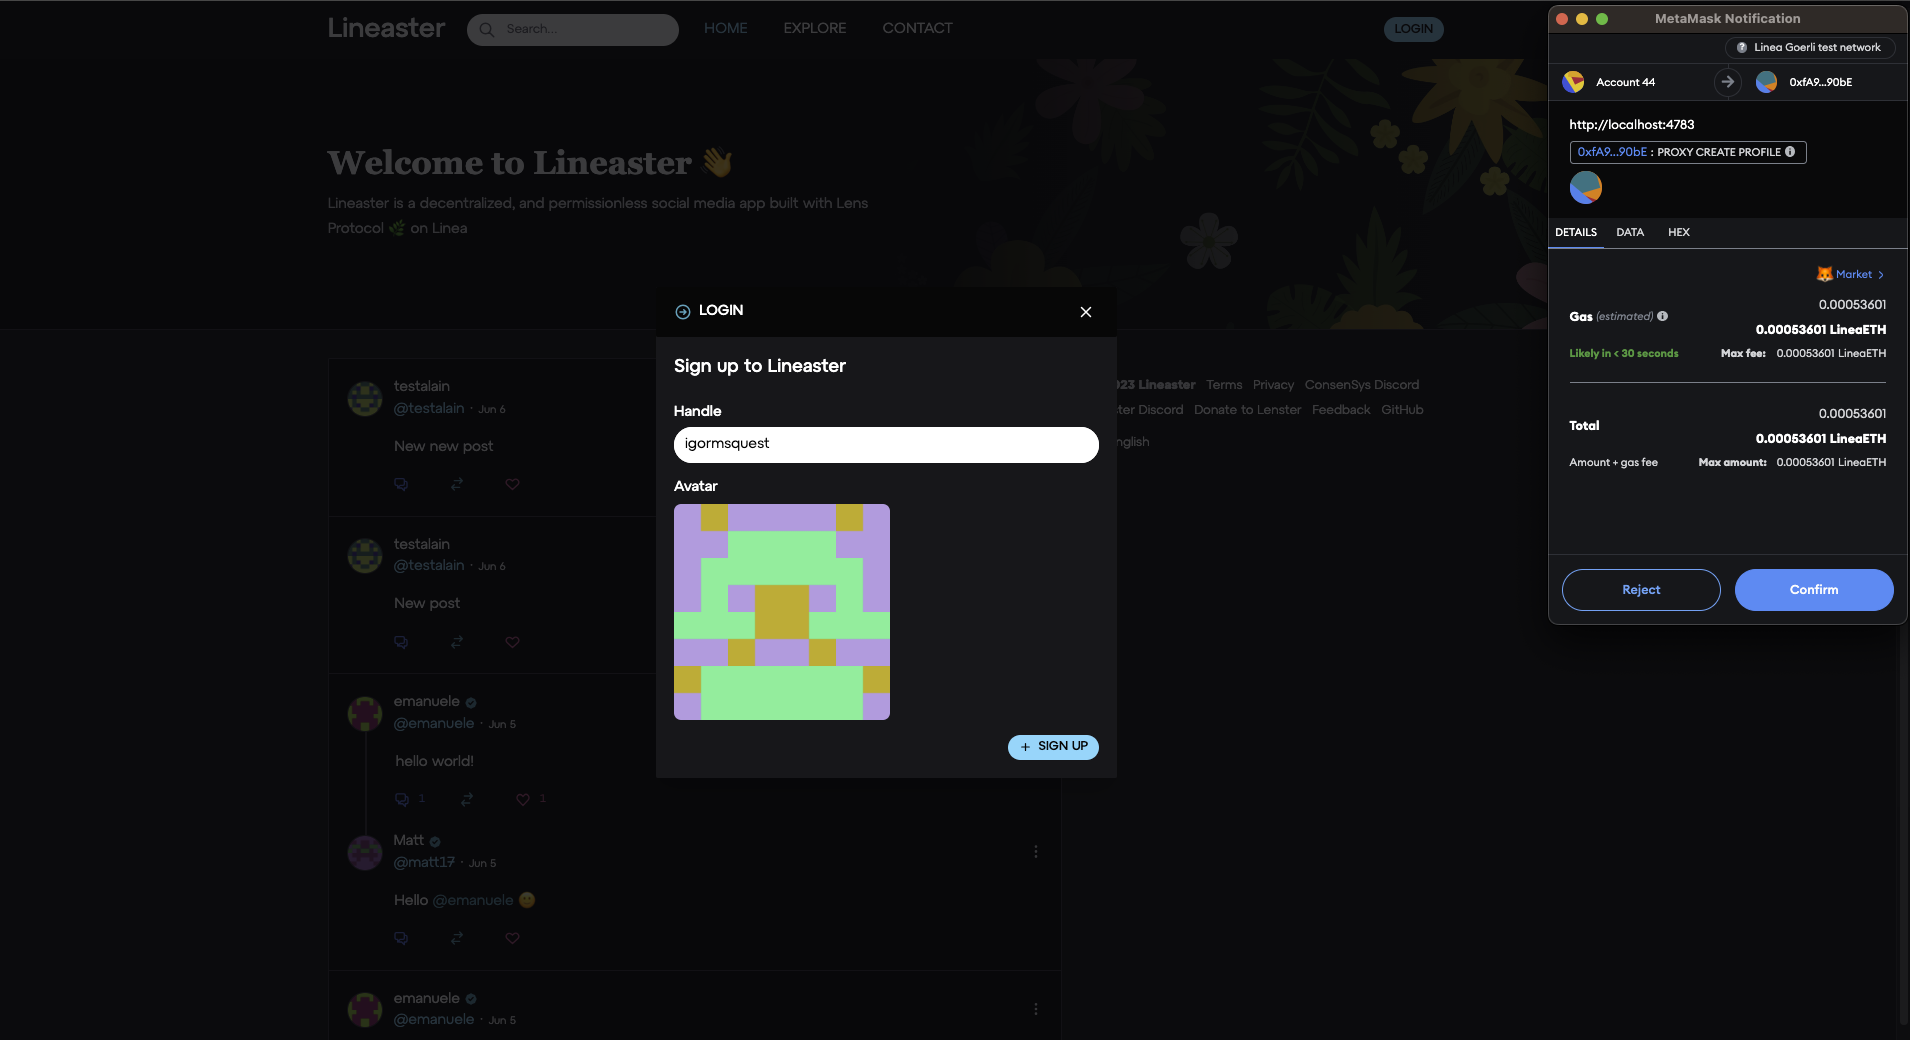 Lineaster
Search...
HOME
EXPLORE
CONTACT
LOGIN
Welcome to Lineaster 👋
Lineaster is a decentralized, and permissionless social media app built with Lens
Protocol 🌿 on Linea
testalain
@testalain · Jun 6
New new post
testalain
@testalain · Jun 6
New post
emanuele
@emanuele · Jun 5
hello world!
1 1
Matt
@matt17 · Jun 5
Hello @emanuele 🙂
emanuele
@emanuele · Jun 5
LOGIN
Sign up to Lineaster
Handle
igormsquest
Avatar
+ SIGN UP
23 Lineaster Terms Privacy ConsenSys Discord
Discord Donate to Lenster Feedback GitHub
MetaMask Notification
Linea Goerli test network
Account 44
0xfA9...90bE
http://localhost:4783
0xfA9...90bE : PROXY CREATE PROFILE
DETAILS
DATA
HEX
🦊 Market >
0.00053601
Gas (estimated)
0.00053601 LineaETH
Likely in < 30 seconds
Max fee: 0.00053601 LineaETH
0.00053601
Total
0.00053601 LineaETH
Amount + gas fee
Max amount: 0.00053601 LineaETH
Reject
Confirm